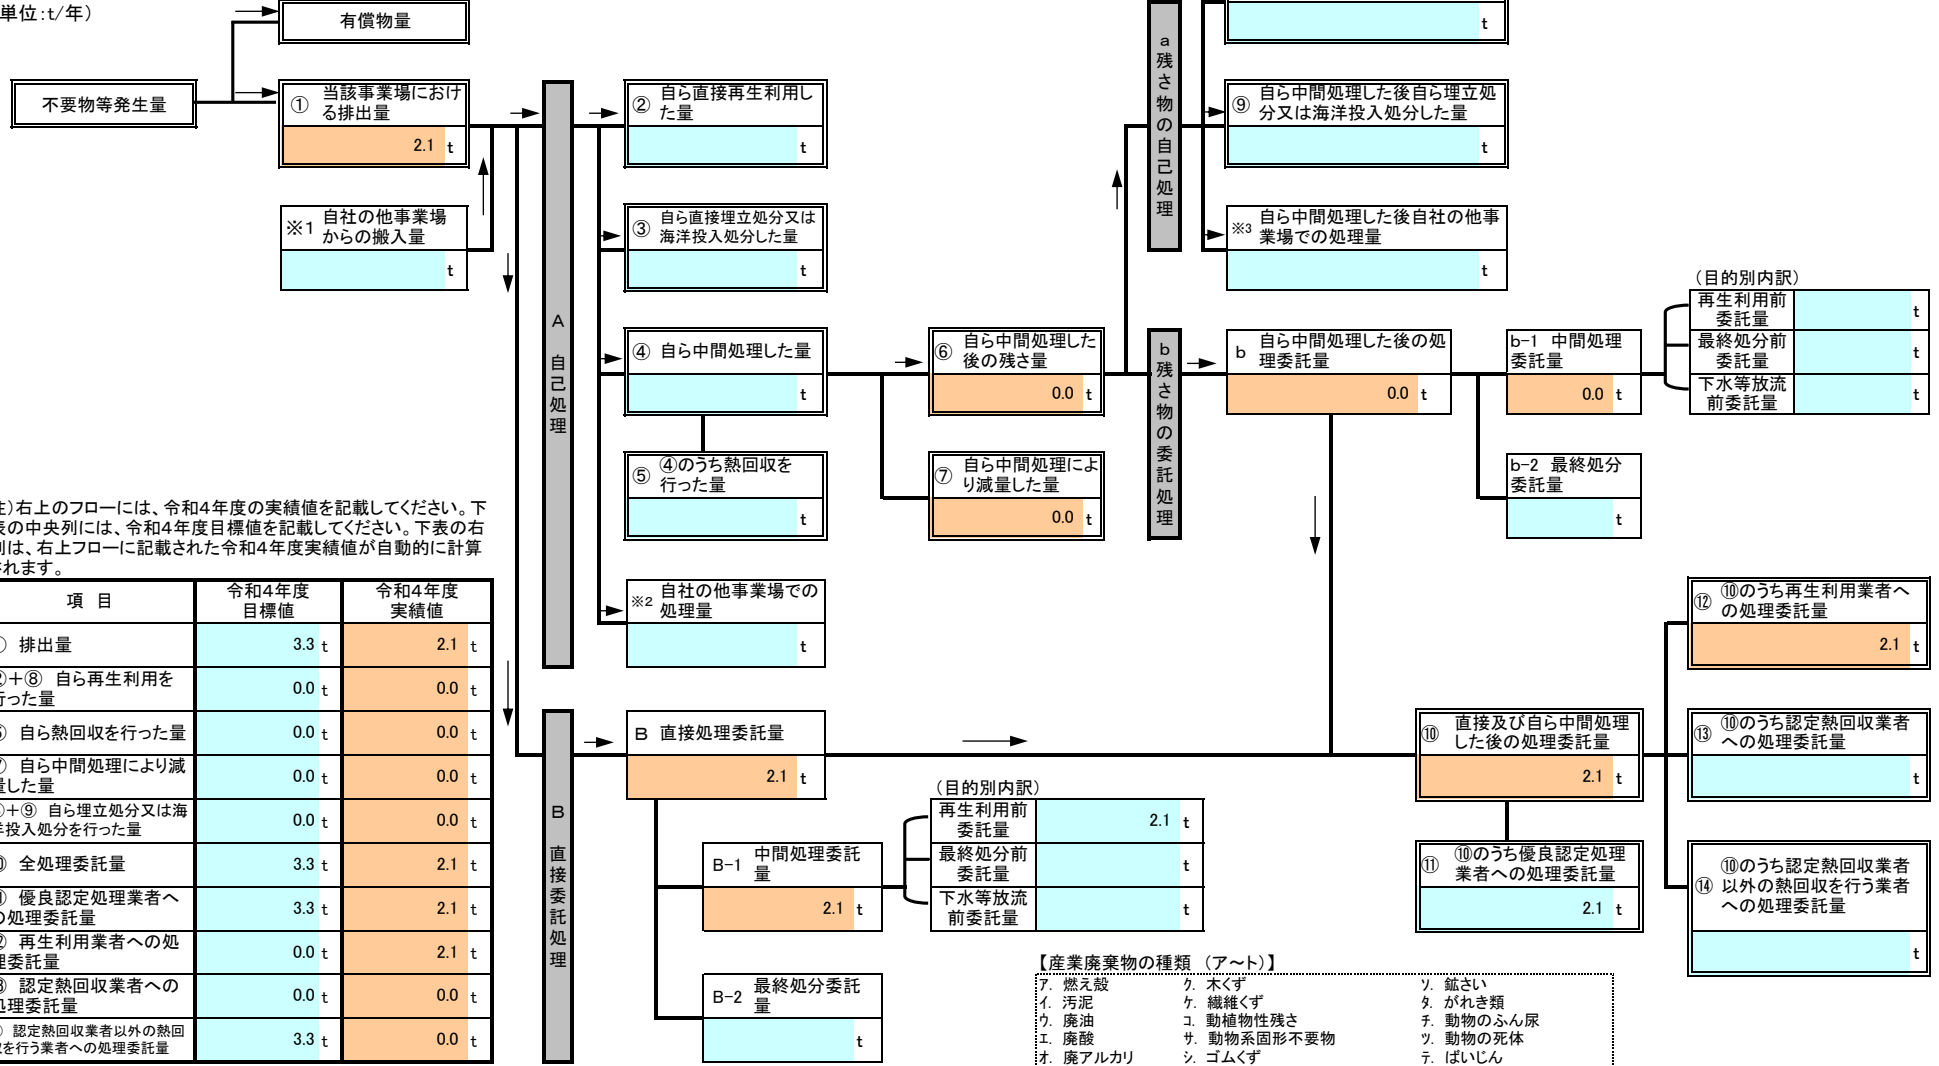 単位:t/年)
有償物量
不要物等発生量
① 当該事業場におけ
る排出量
2.1 t
※1 自社の他事業場
からの搬入量
t
A 自己処理
② 自ら直接再生利用し
た量
t
③ 自ら直接埋立処分又は
海洋投入処分した量
t
④ 自ら中間処理した量
t
⑤ ④のうち熱回収を
行った量
t
※2 自社の他事業場での
処理量
t
⑥ 自ら中間処理した
後の残さ量
0.0 t
⑦ 自ら中間処理によ
り減量した量
0.0 t
a 残さ物の自己処理
t
⑨ 自ら中間処理した後自ら埋立処
分又は海洋投入処分した量
t
※3 自ら中間処理した後自社の他事
業場での処理量
t
b 残さ物の委託処理
b 自ら中間処理した後の処
理委託量
0.0 t
b-1 中間処理
委託量
0.0 t
b-2 最終処分
委託量
t
(目的別内訳)
再生利用前
委託量
t
最終処分前
委託量
t
下水等放流
前委託量
t
注)右上のフローには、令和4年度の実績値を記載してください。下
表の中央列には、令和4年度目標値を記載してください。下表の右
列は、右上フローに記載された令和4年度実績値が自動的に計算
されます。
項 目 令和4年度
目標値 令和4年度
実績値
① 排出量 3.3 t 2.1 t
②+⑧ 自ら再生利用を
行った量 0.0 t 0.0 t
⑤ 自ら熱回収を行った量 0.0 t 0.0 t
⑦ 自ら中間処理により減
量した量 0.0 t 0.0 t
③+⑨ 自ら埋立処分又は海
洋投入処分を行った量 0.0 t 0.0 t
⑩ 全処理委託量 3.3 t 2.1 t
⑪ 優良認定処理業者へ
の処理委託量 3.3 t 2.1 t
⑫ 再生利用業者への処
理委託量 0.0 t 2.1 t
⑬ 認定熱回収業者への
処理委託量 0.0 t 0.0 t
⑭ 認定熱回収業者以外の熱回
収を行う業者への処理委託量 3.3 t 0.0 t
B 直接委託処理
B 直接処理委託量
2.1 t
B-1 中間処理委託
量
2.1 t
B-2 最終処分委託
量
t
(目的別内訳)
再生利用前
委託量
2.1 t
最終処分前
委託量
t
下水等放流
前委託量
t
⑩ 直接及び自ら中間処理
した後の処理委託量
2.1 t
⑪ ⑩のうち優良認定処理
業者への処理委託量
2.1 t
⑫ ⑩のうち再生利用業者へ
の処理委託量
2.1 t
⑬ ⑩のうち認定熱回収業者
への処理委託量
t
⑭ ⑩のうち認定熱回収業者
以外の熱回収を行う業者
への処理委託量
t
【産業廃棄物の種類 (ア～ト)】
ア. 燃え殻 ク. 木くず ソ. 鉱さい
イ. 汚泥 ケ. 繊維くず タ. がれき類
ウ. 廃油 コ. 動植物性残さ チ. 動物のふん尿
エ. 廃酸 サ. 動物系固形不要物 ツ. 動物の死体
オ. 廃アルカリ シ. ゴムくず テ. ばいじん